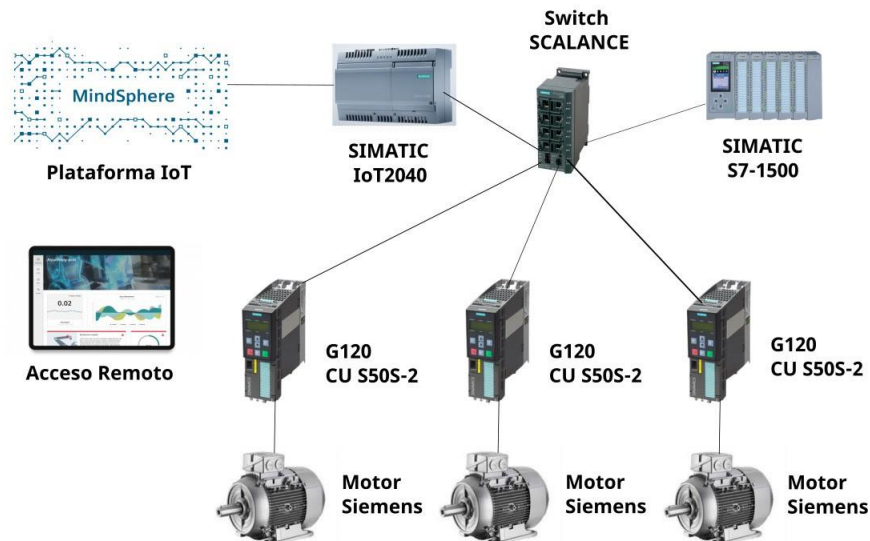 Switch
SCALANCE
MindSphere
Plataforma IoT
SIMATIC
IoT2040
SIMATIC
S7-1500
0.02
Acceso Remoto
G120
CU S50S-2
G120
CU S50S-2
G120
CU S50S-2
Motor
Siemens
Motor
Siemens
Motor
Siemens